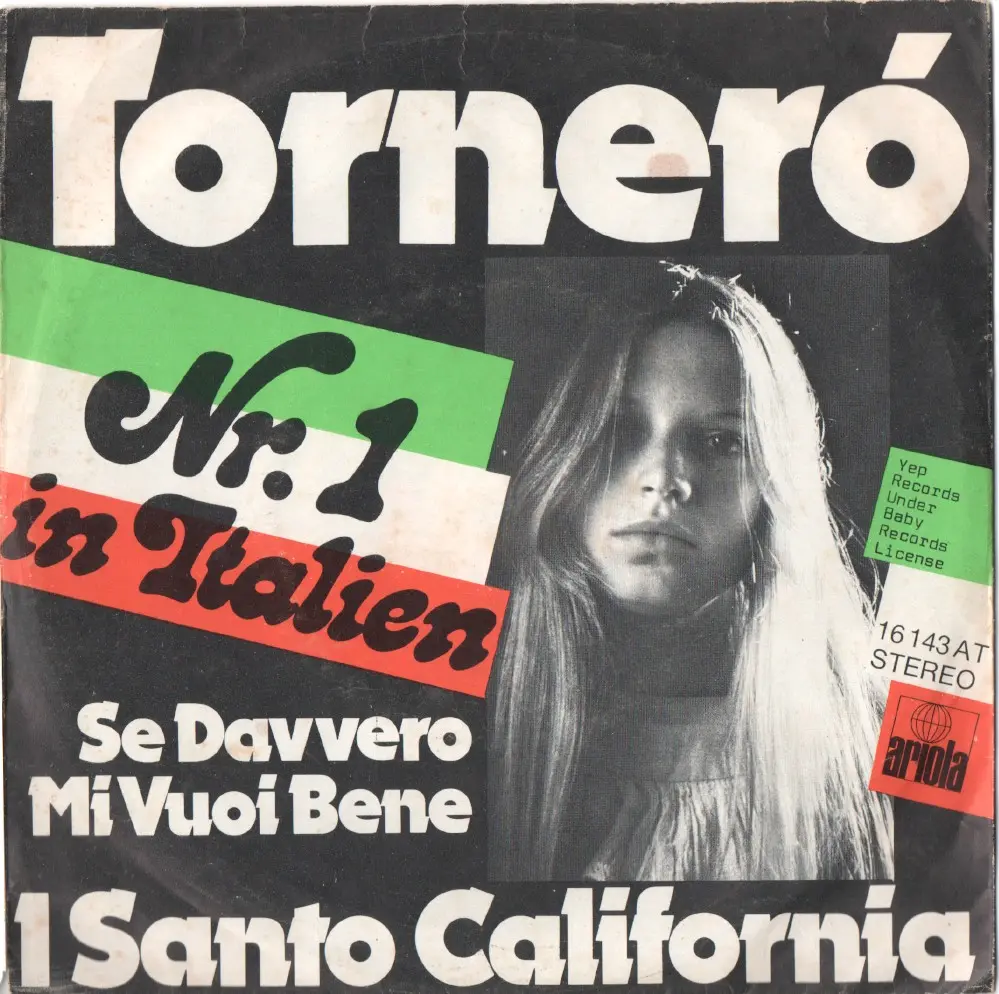 Torneró
Nr. 1
in Italien
Yep
Records
Under
Baby
Records
License
16 143 AT
STEREO
ariola
Se Davvero
Mi Vuoi Bene
1 Santo California